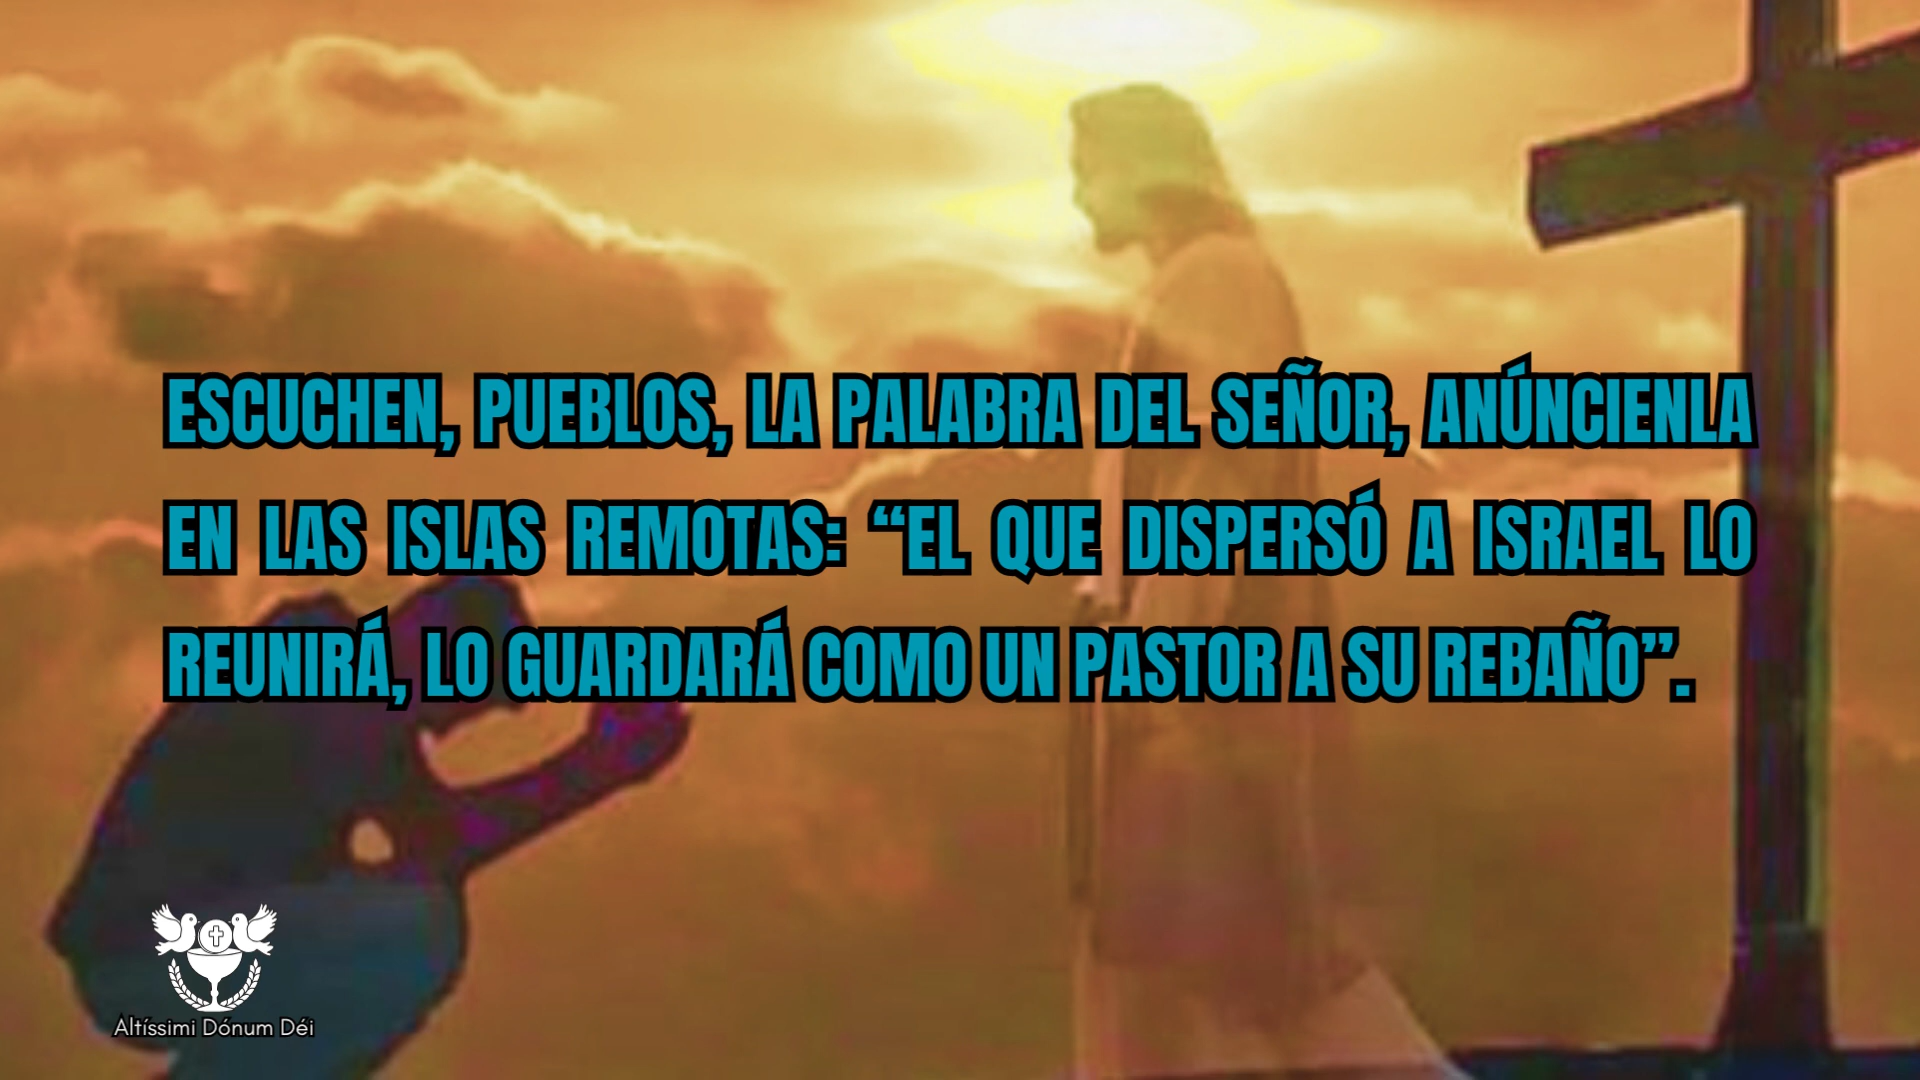 ESCUCHEN, PUEBLOS, LA PALABRA DEL SEÑOR, ANÚNCIENLA
EN LAS ISLAS REMOTAS: “EL QUE DISPERSÓ A ISRAEL LO
REUNIRÁ, LO GUARDARÁ COMO UN PASTOR A SU REBAÑO”.
Altíssimi Dónum Déi